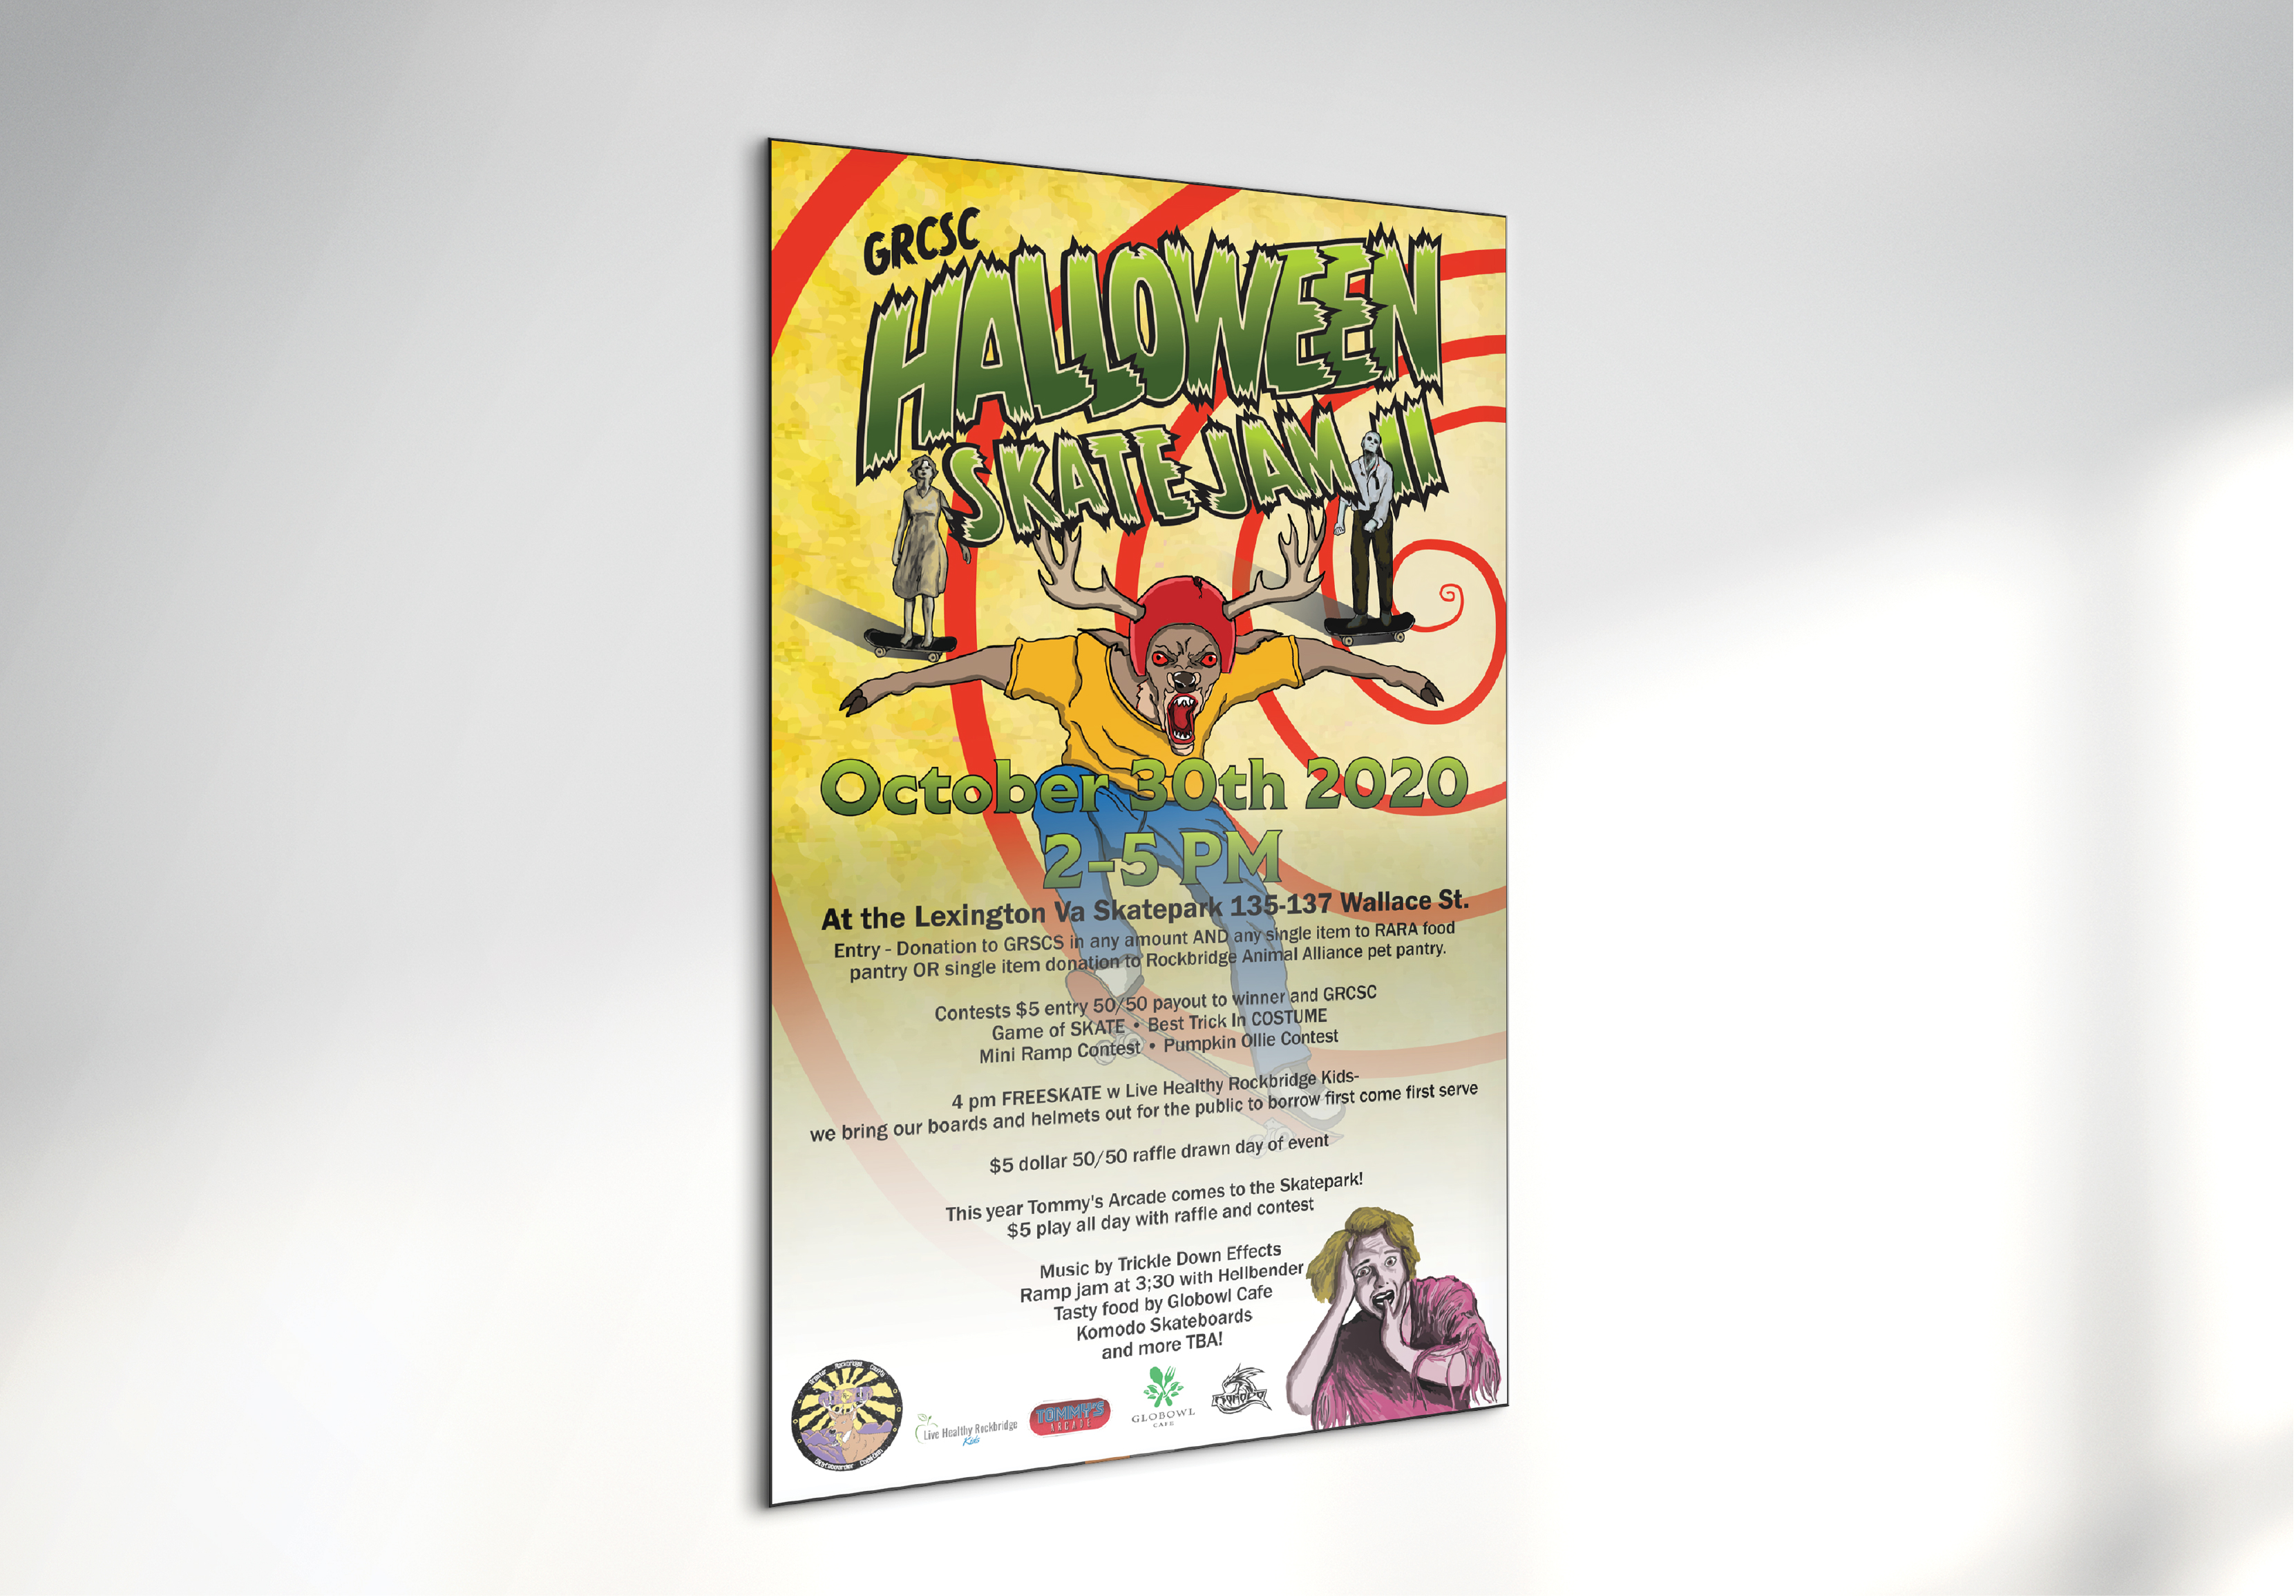 GRCSC
HALLOWEEN
SKATE JAM II
October 30th 2020
2-5 PM
At the Lexington Va Skatepark 135-137 Wallace St.
Entry - Donation to GRSCS in any amount AND any single item to RARA food
pantry OR single item donation to Rockbridge Animal Alliance pet pantry.
Contests $5 entry 50/50 payout to winner and GRCSC
Game of SKATE • Best Trick In COSTUME
Mini Ramp Contest • Pumpkin Ollie Contest
4 pm FREESKATE w Live Healthy Rockbridge Kids-
we bring our boards and helmets out for the public to borrow first come first serve
$5 dollar 50/50 raffle drawn day of event
This year Tommy's Arcade comes to the Skatepark!
$5 play all day with raffle and contest
Music by Trickle Down Effects
Ramp jam at 3;30 with Hellbender
Tasty food by Globowl Cafe
Komodo Skateboards
and more TBA!
Greater Rockbridge County
Skateboarder Coalition
Live Healthy Rockbridge
Kids
TOMMY'S
ARCADE
GLOBOWL
CAFE
KOMODO